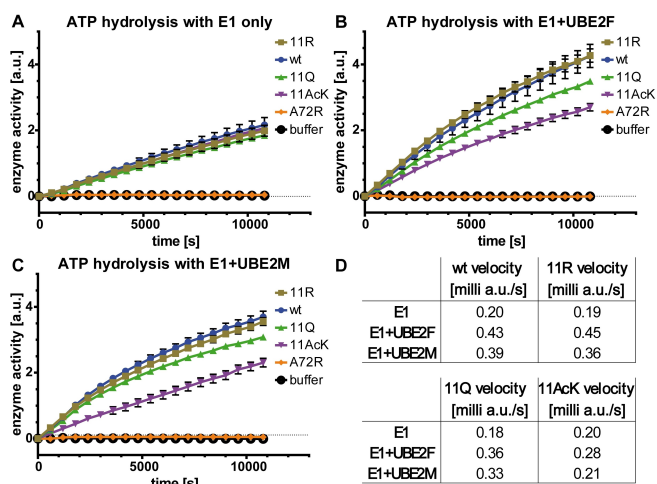 A ATP hydrolysis with E1 only
enzyme activity [a.u.]
4
2
0
0 5000 10000
time [s]
11R
wt
11Q
11AcK
A72R
buffer
B ATP hydrolysis with E1+UBE2F
enzyme activity [a.u.]
4
2
0
0 5000 10000
time [s]
11R
wt
11Q
11AcK
A72R
buffer
C ATP hydrolysis with E1+UBE2M
enzyme activity [a.u.]
4
2
0
0 5000 10000
time [s]
11R
wt
11Q
11AcK
A72R
buffer
D
wt velocity 11R velocity
[milli a.u./s] [milli a.u./s]
E1 0.20 0.19
E1+UBE2F 0.43 0.45
E1+UBE2M 0.39 0.36
11Q velocity 11AcK velocity
[milli a.u./s] [milli a.u./s]
E1 0.18 0.20
E1+UBE2F 0.36 0.28
E1+UBE2M 0.33 0.21